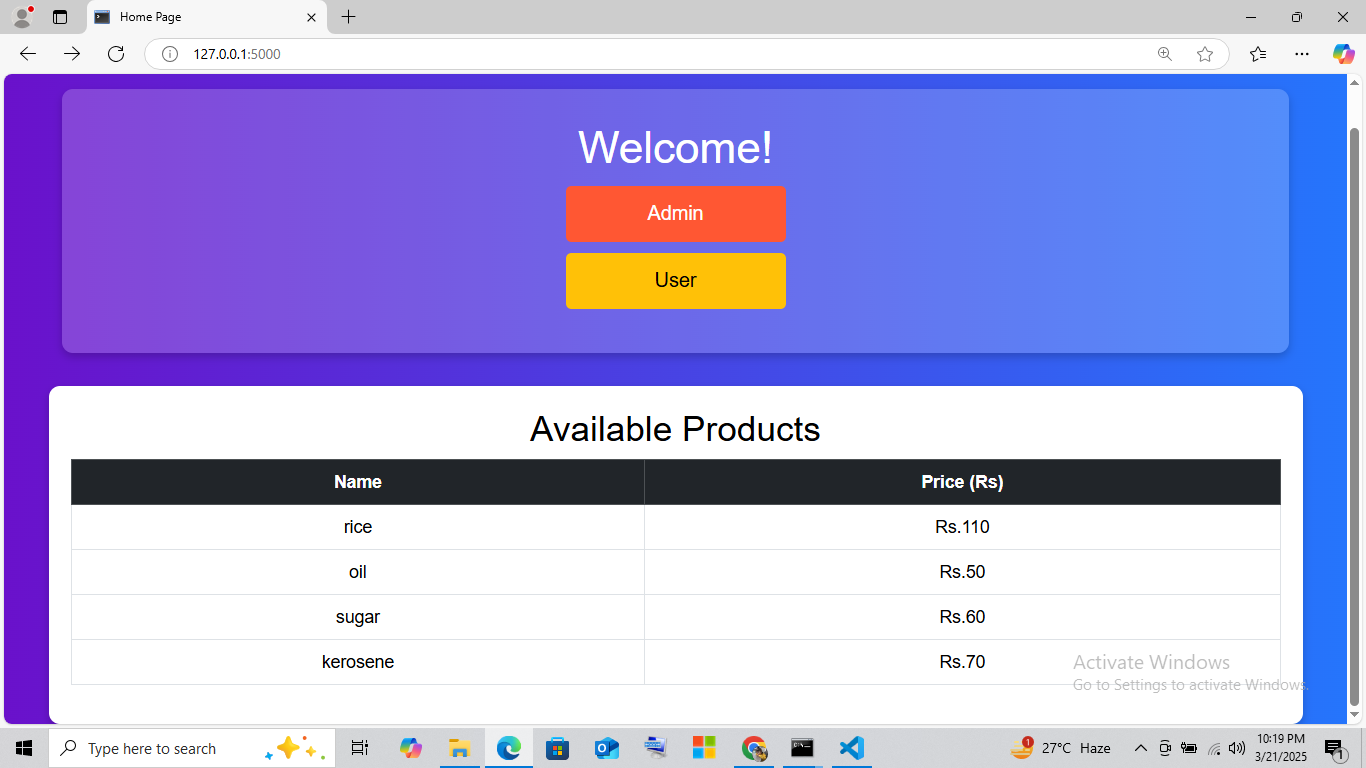 Home Page
127.0.0.1:5000
Welcome!
Admin
User
Available Products
Name Price (Rs)
rice Rs.110
oil Rs.50
sugar Rs.60
kerosene Rs.70
Activate Windows
Go to Settings to activate Windows.
Type here to search
27°C Haze
10:19 PM
3/21/2025
1
1